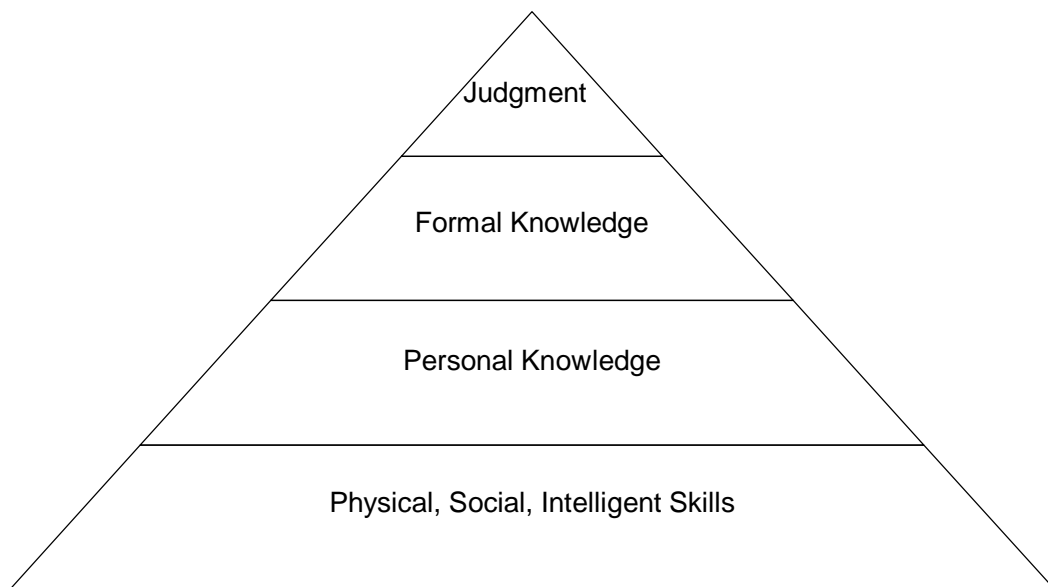 Judgment
Formal Knowledge
Personal Knowledge
Physical, Social, Intelligent Skills